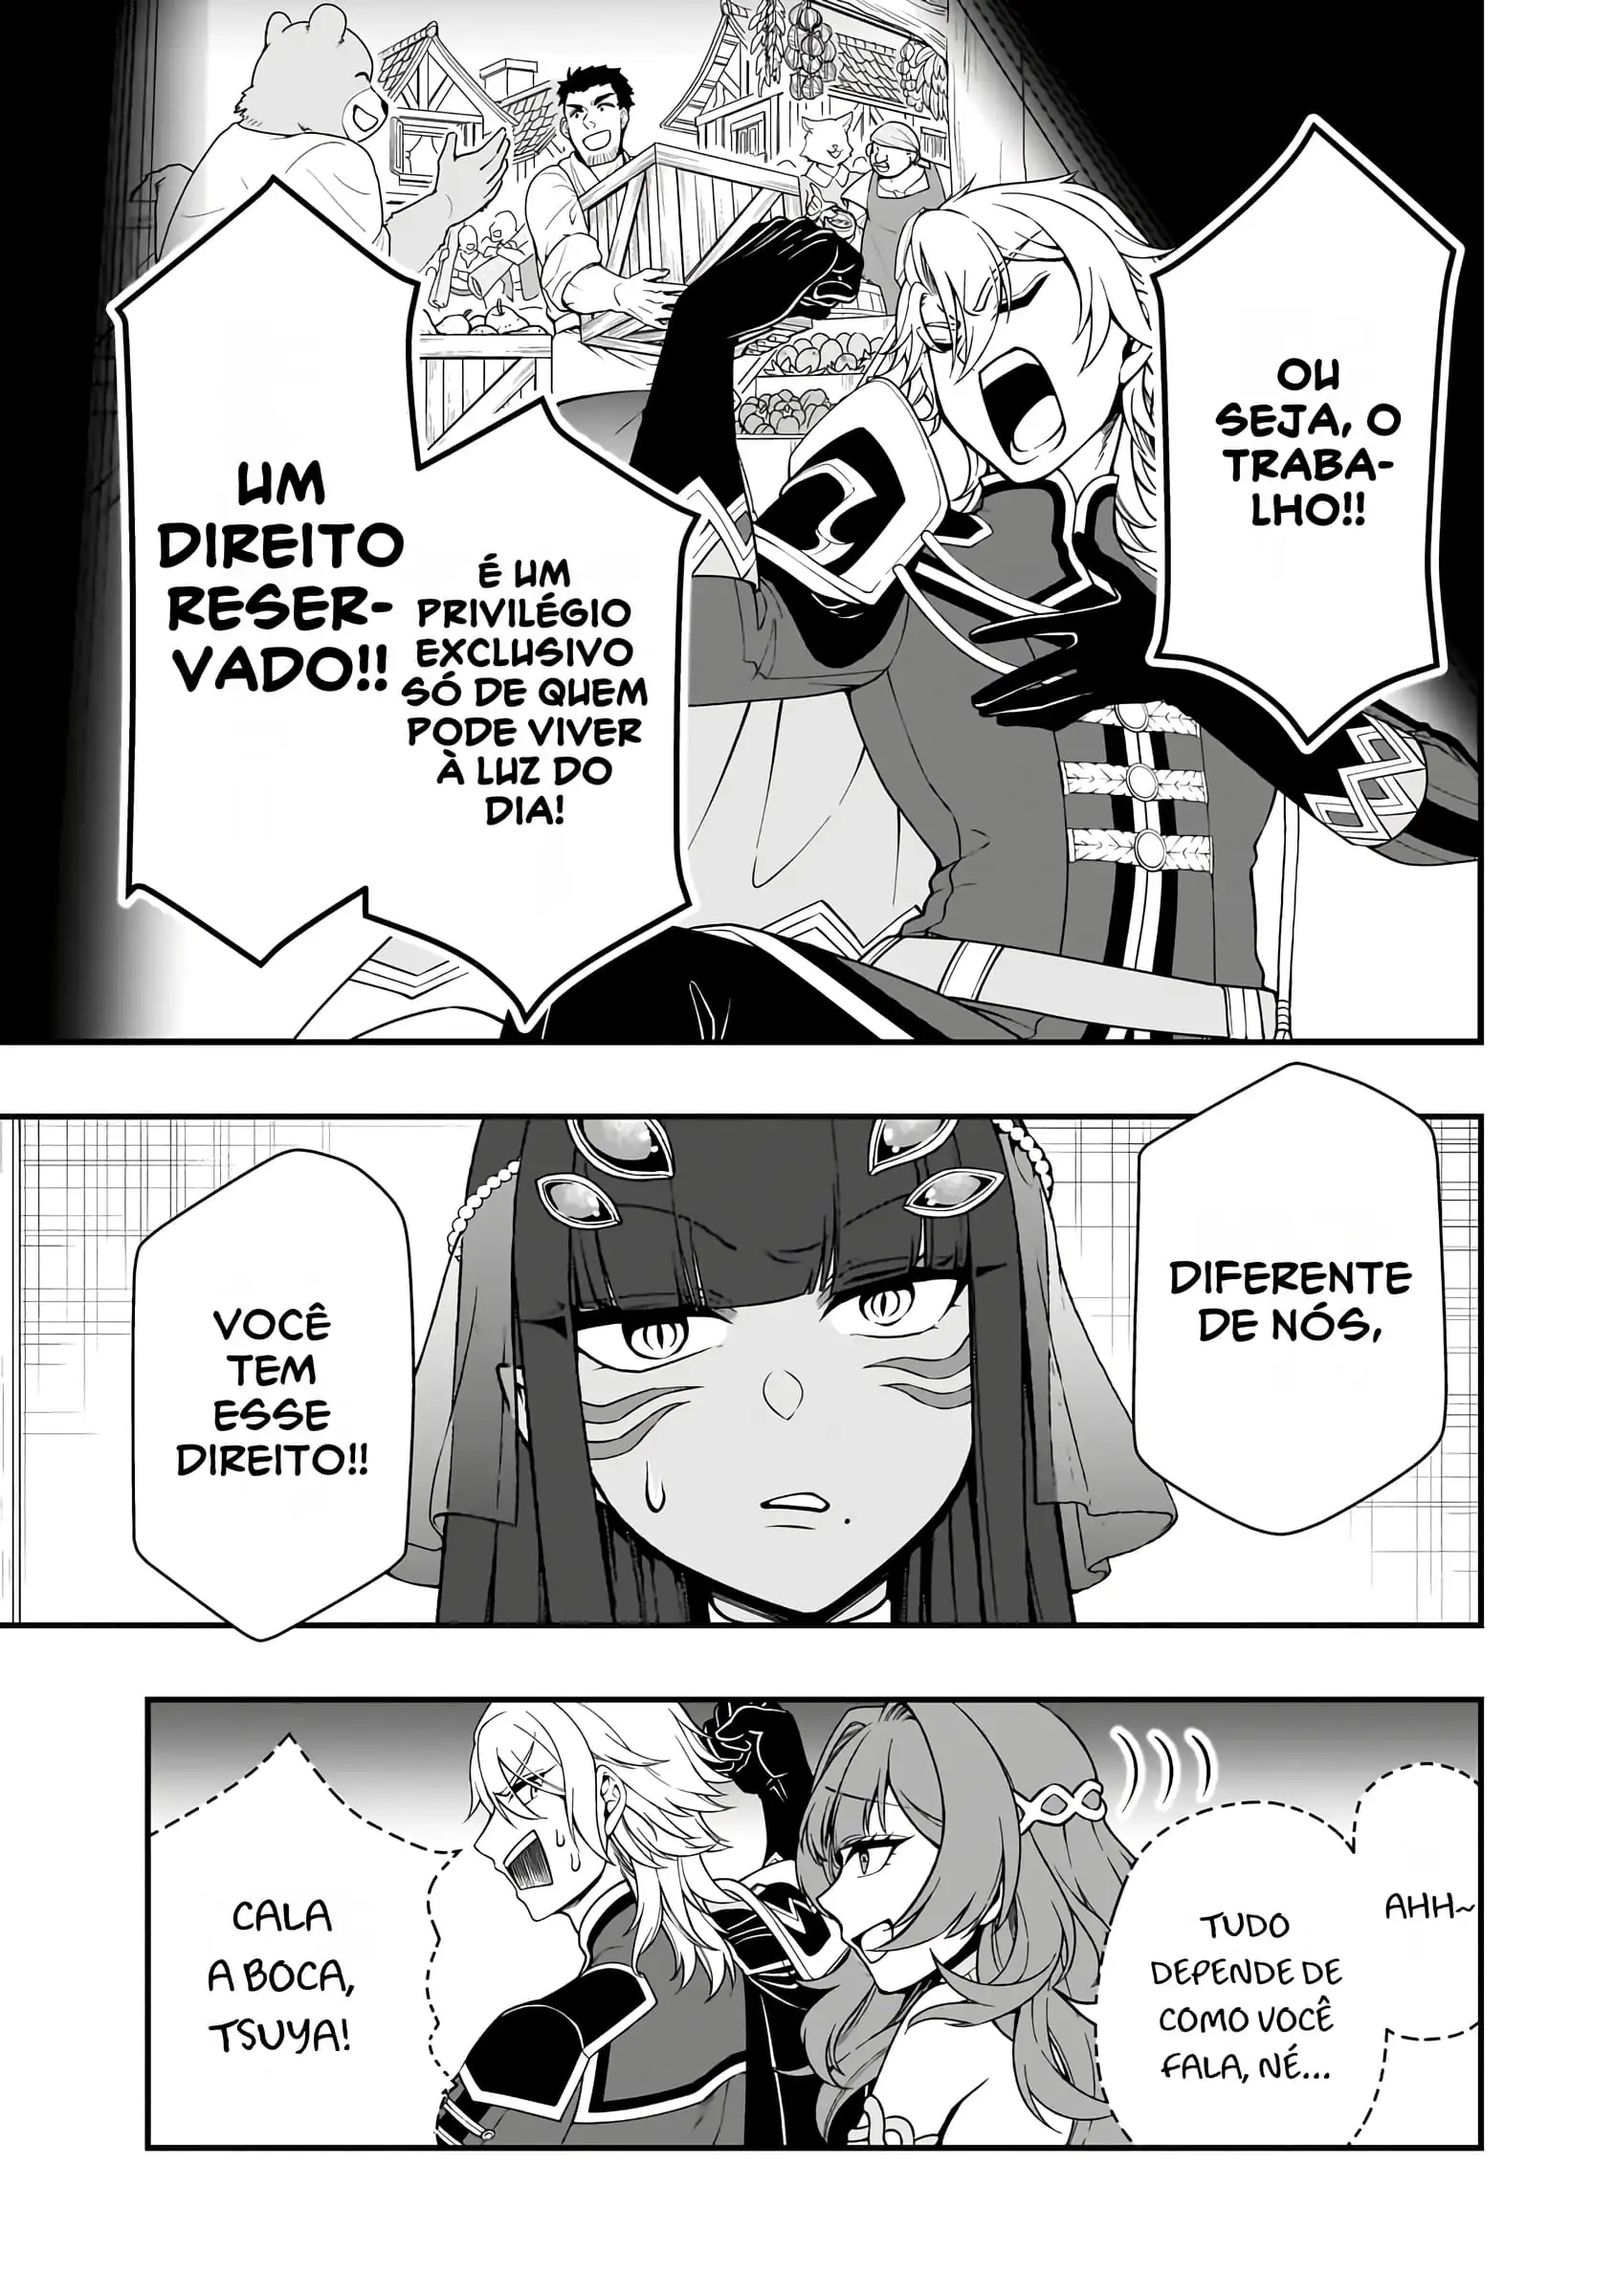 OU
SEJA, O
TRABA-
LHO!!
É UM
PRIVILÉGIO
EXCLUSIVO
SÓ DE QUEM
PODE VIVER
À LUZ DO
DIA!
UM
DIREITO
RESER-
VADO!!
DIFERENTE
DE NÓS,
VOCÊ
TEM
ESSE
DIREITO!!
AHH~
TUDO
DEPENDE DE
COMO VOCÊ
FALA, NÉ...
CALA
A BOCA,
TSUYA!